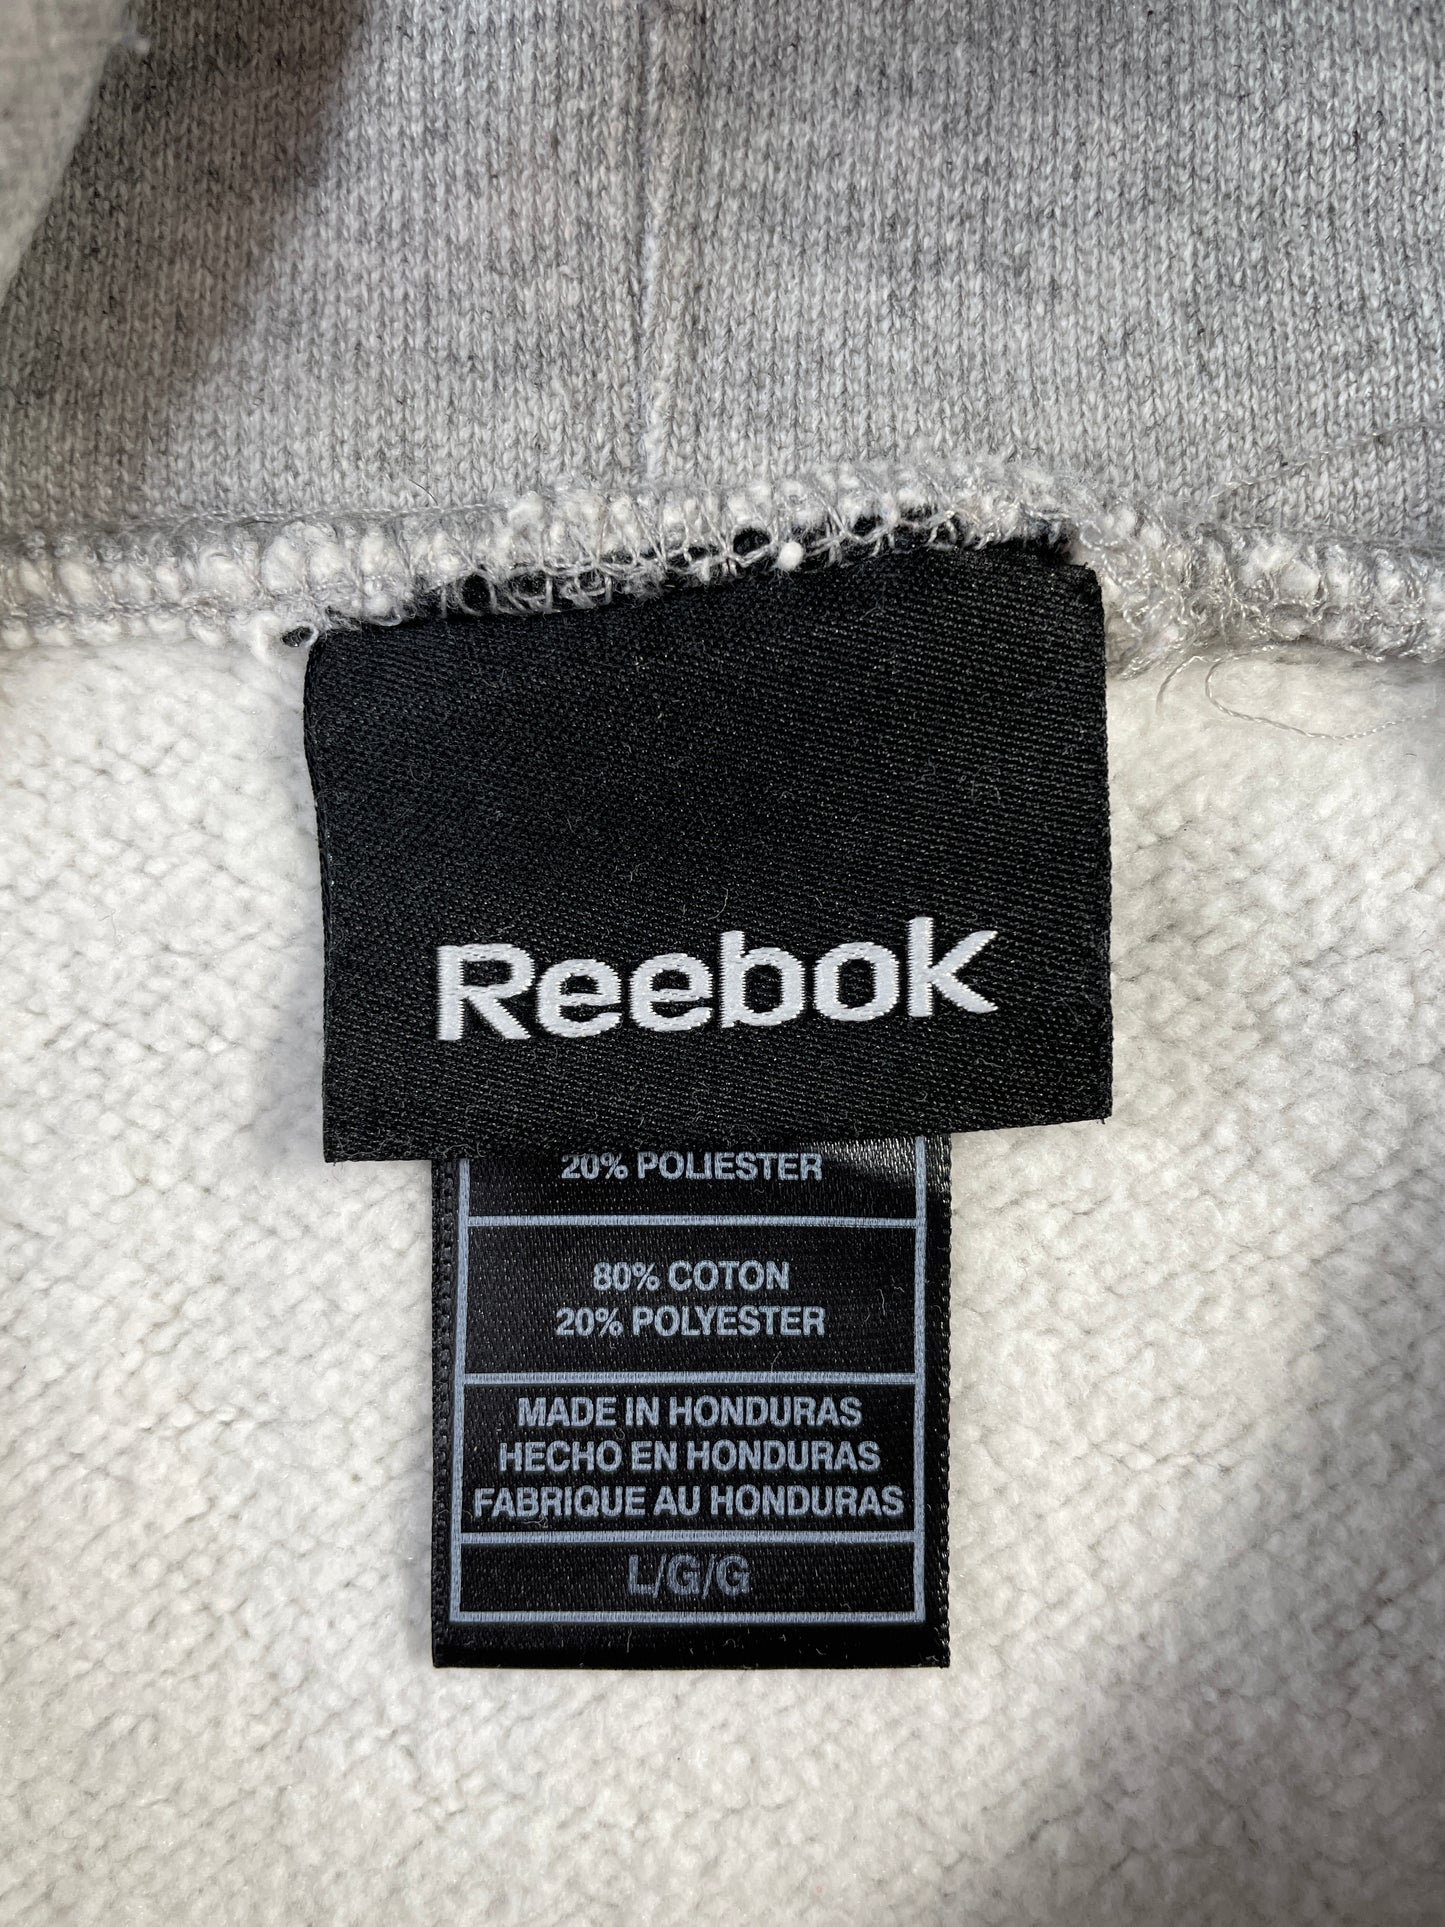 Reebok
20% POLIESTER
80% COTON
20% POLYESTER
MADE IN HONDURAS
HECHO EN HONDURAS
FABRIQUE AU HONDURAS
L/G/G